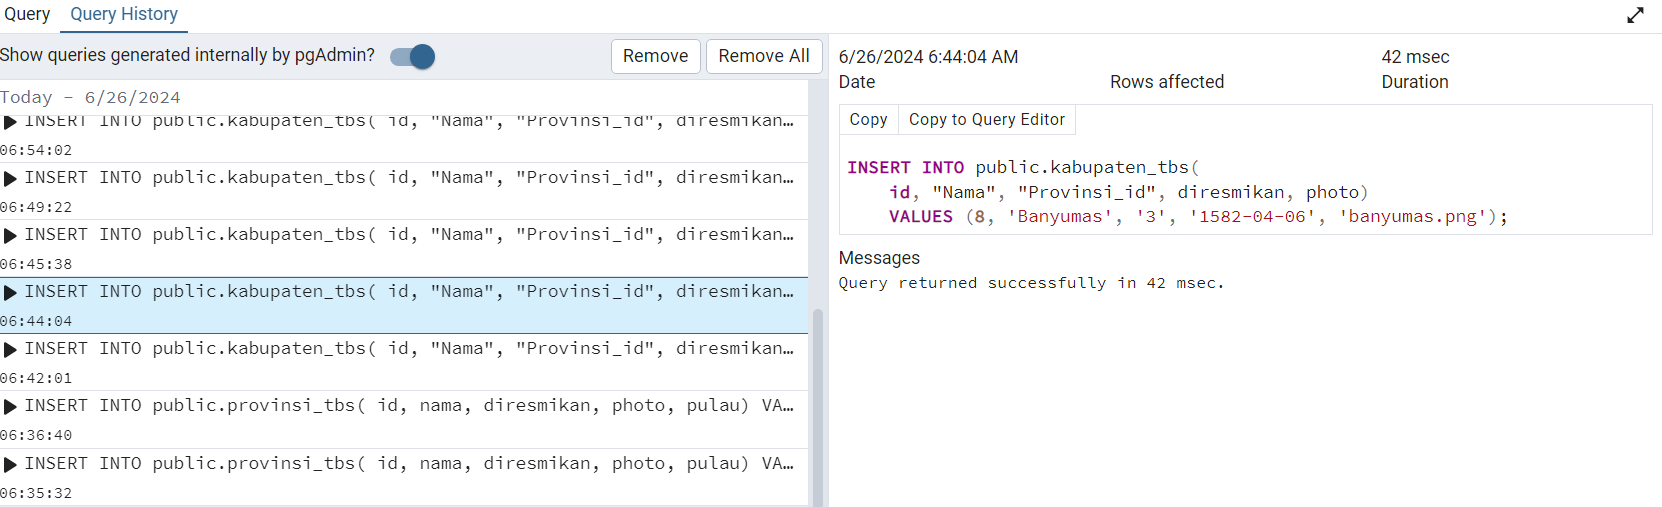 Query Query History
Show queries generated internally by pgAdmin? Remove Remove All
Today - 6/26/2024
INSERT INTO public.kabupaten_tbs( id, "Nama", "Provinsi_id", diresmikan…
06:54:02
INSERT INTO public.kabupaten_tbs( id, "Nama", "Provinsi_id", diresmikan…
06:49:22
INSERT INTO public.kabupaten_tbs( id, "Nama", "Provinsi_id", diresmikan…
06:45:38
INSERT INTO public.kabupaten_tbs( id, "Nama", "Provinsi_id", diresmikan…
06:44:04
INSERT INTO public.kabupaten_tbs( id, "Nama", "Provinsi_id", diresmikan…
06:42:01
INSERT INTO public.provinsi_tbs( id, nama, diresmikan, photo, pulau) VA…
06:36:40
INSERT INTO public.provinsi_tbs( id, nama, diresmikan, photo, pulau) VA…
06:35:32
6/26/2024 6:44:04 AM 42 msec
Date Rows affected Duration
Copy Copy to Query Editor
INSERT INTO public.kabupaten_tbs(
id, "Nama", "Provinsi_id", diresmikan, photo)
VALUES (8, 'Banyumas', '3', '1582-04-06', 'banyumas.png');
Messages
Query returned successfully in 42 msec.